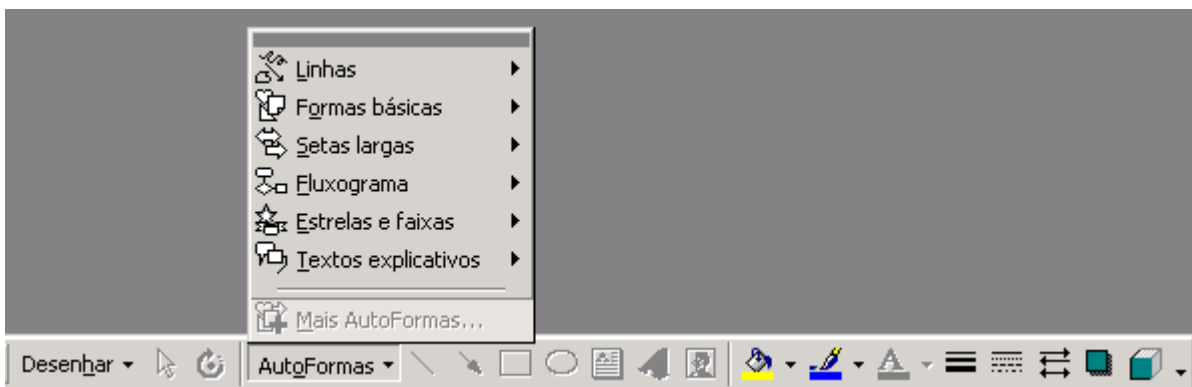 Linhas
Formas básicas
Setas largas
Fluxograma
Estrelas e faixas
Textos explicativos
Mais AutoFormas...
Desenhar AutoFormas A